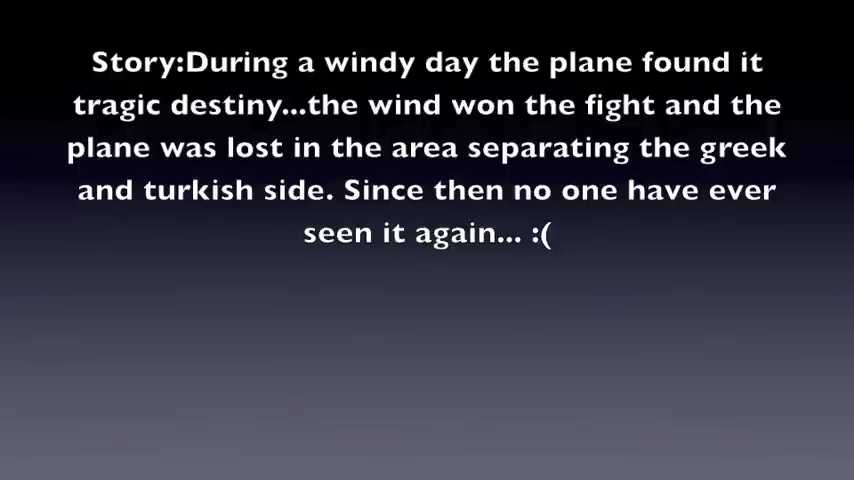 Story:During a windy day the plane found it
tragic destiny...the wind won the fight and the
plane was lost in the area separating the greek
and turkish side. Since then no one have ever
seen it again... :(